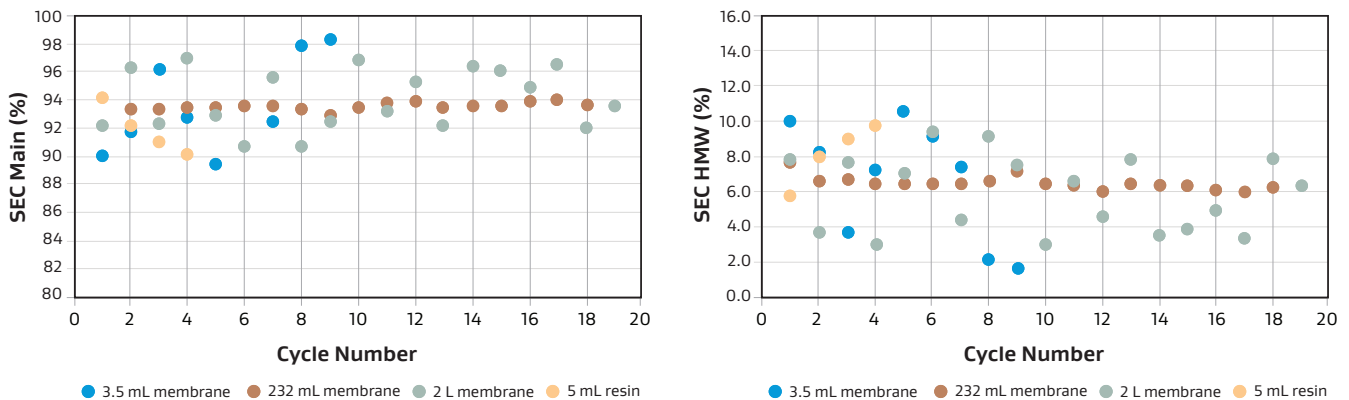 SEC Main (%)
100
98
96
94
92
90
88
86
84
82
80
0 2 4 6 8 10 12 14 16 18 20
Cycle Number
3.5 mL membrane 232 mL membrane 2 L membrane 5 mL resin
SEC HMW (%)
16.0
14.0
12.0
10.0
8.0
6.0
4.0
2.0
0.0
0 2 4 6 8 10 12 14 16 18 20
Cycle Number
3.5 mL membrane 232 mL membrane 2 L membrane 5 mL resin